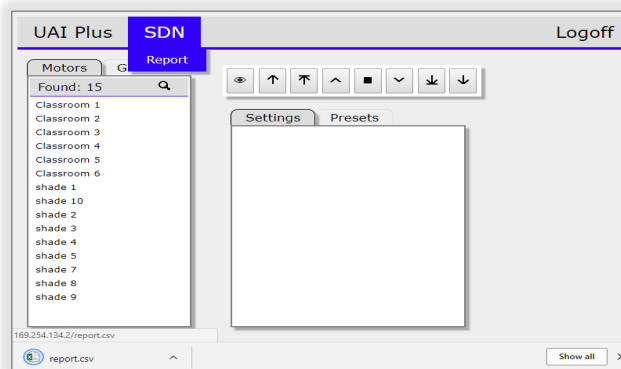 UAI Plus SDN Logoff
Report
Motors G
Found: 15
Classroom 1
Classroom 2
Classroom 3
Classroom 4
Classroom 5
Classroom 6
shade 1
shade 10
shade 2
shade 3
shade 4
shade 5
shade 7
shade 8
shade 9
Settings Presets
169.254.134.2/report.csv
report.csv
Show all